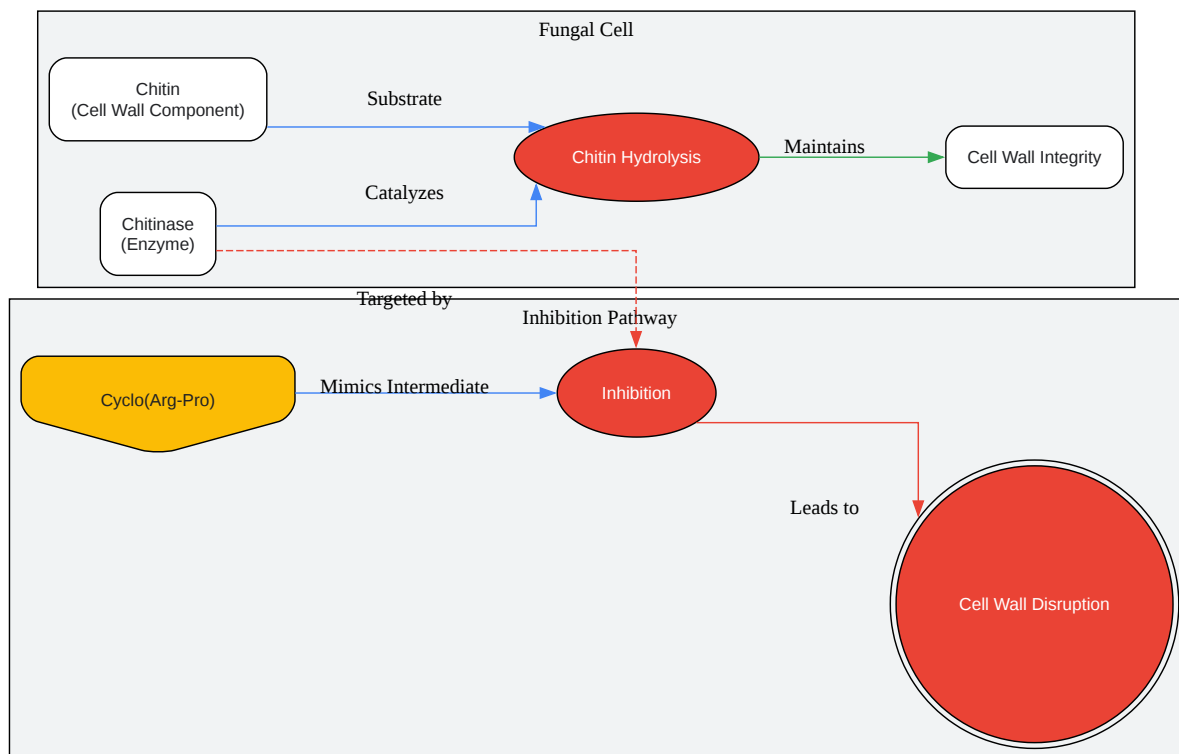 Fungal Cell
Chitin
(Cell Wall Component)
Substrate
Chitin Hydrolysis
Maintains
Cell Wall Integrity
Catalyzes
Chitinase
(Enzyme)
Targeted by
Inhibition Pathway
Cyclo(Arg-Pro)
Mimics Intermediate
Inhibition
Leads to
Cell Wall Disruption